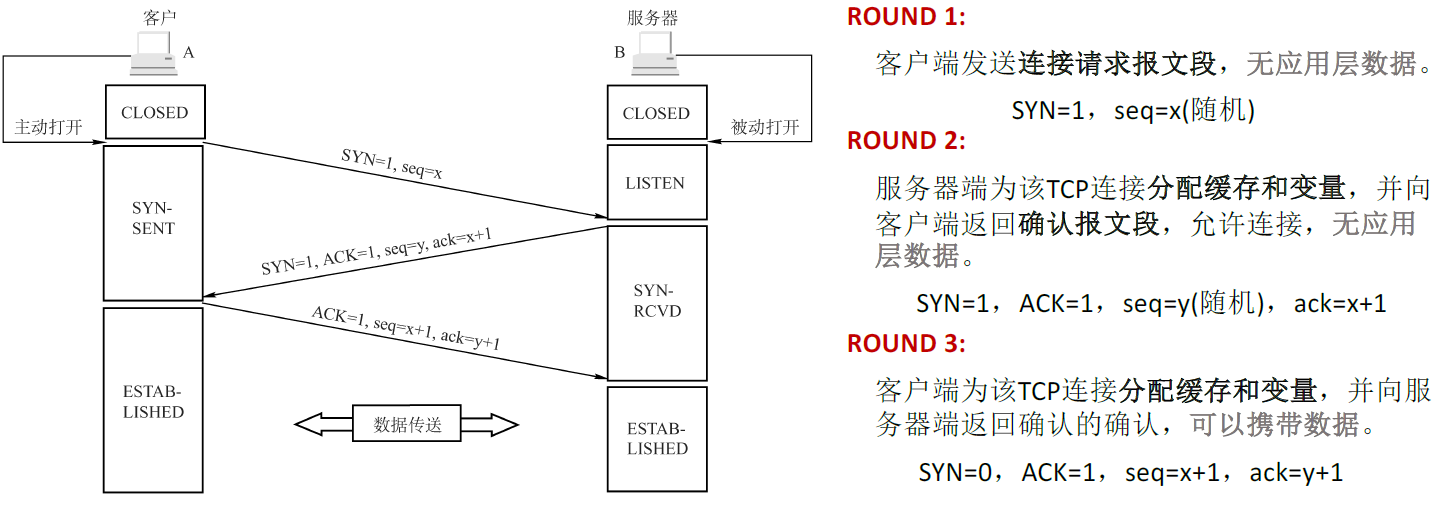 客户
A
服务器
B
主动打开
被动打开
CLOSED
CLOSED
SYN=1, seq=x
LISTEN
SYN-
SENT
SYN=1, ACK=1, seq=y, ack=x+1
SYN-
RCVD
ACK=1, seq=x+1, ack=y+1
ESTAB-
LISHED
数据传送
ESTAB-
LISHED
ROUND 1:
客户端发送连接请求报文段，无应用层数据。
SYN=1，seq=x(随机)
ROUND 2:
服务器端为该TCP连接分配缓存和变量，并向
客户端返回确认报文段，允许连接，无应用
层数据。
SYN=1，ACK=1，seq=y(随机)，ack=x+1
ROUND 3:
客户端为该TCP连接分配缓存和变量，并向服
务器端返回确认的确认，可以携带数据。
SYN=0，ACK=1，seq=x+1，ack=y+1